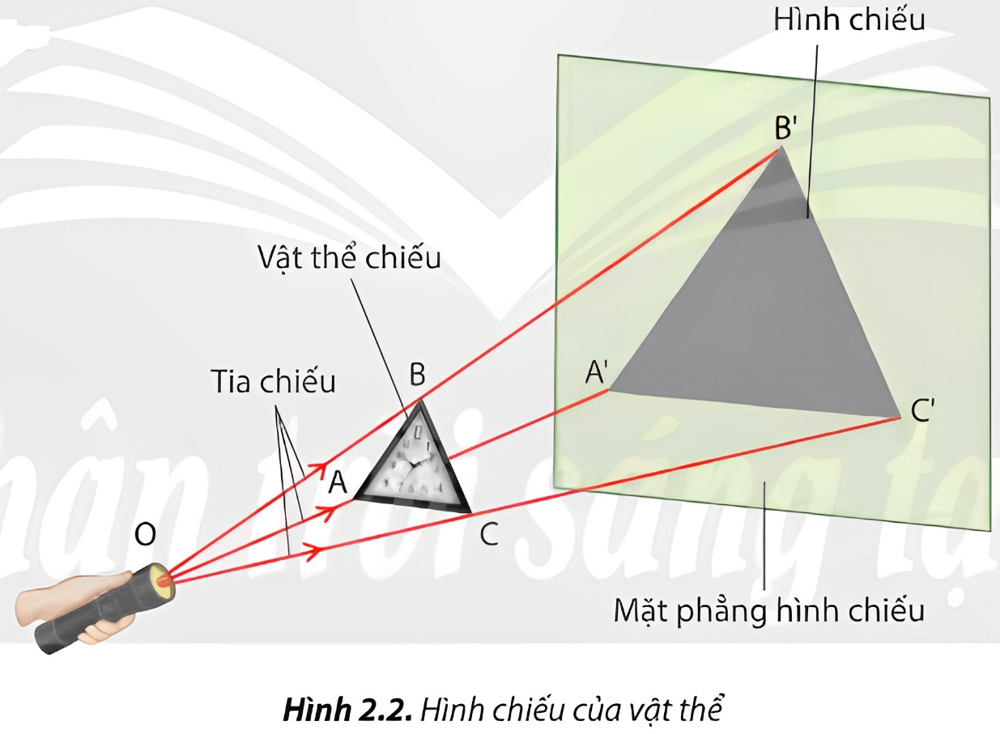 Hình chiếu
B'
Vật thể chiếu
B
A'
Tia chiếu
C'
A
O
C
Mặt phẳng hình chiếu
Hình 2.2. Hình chiếu của vật thể